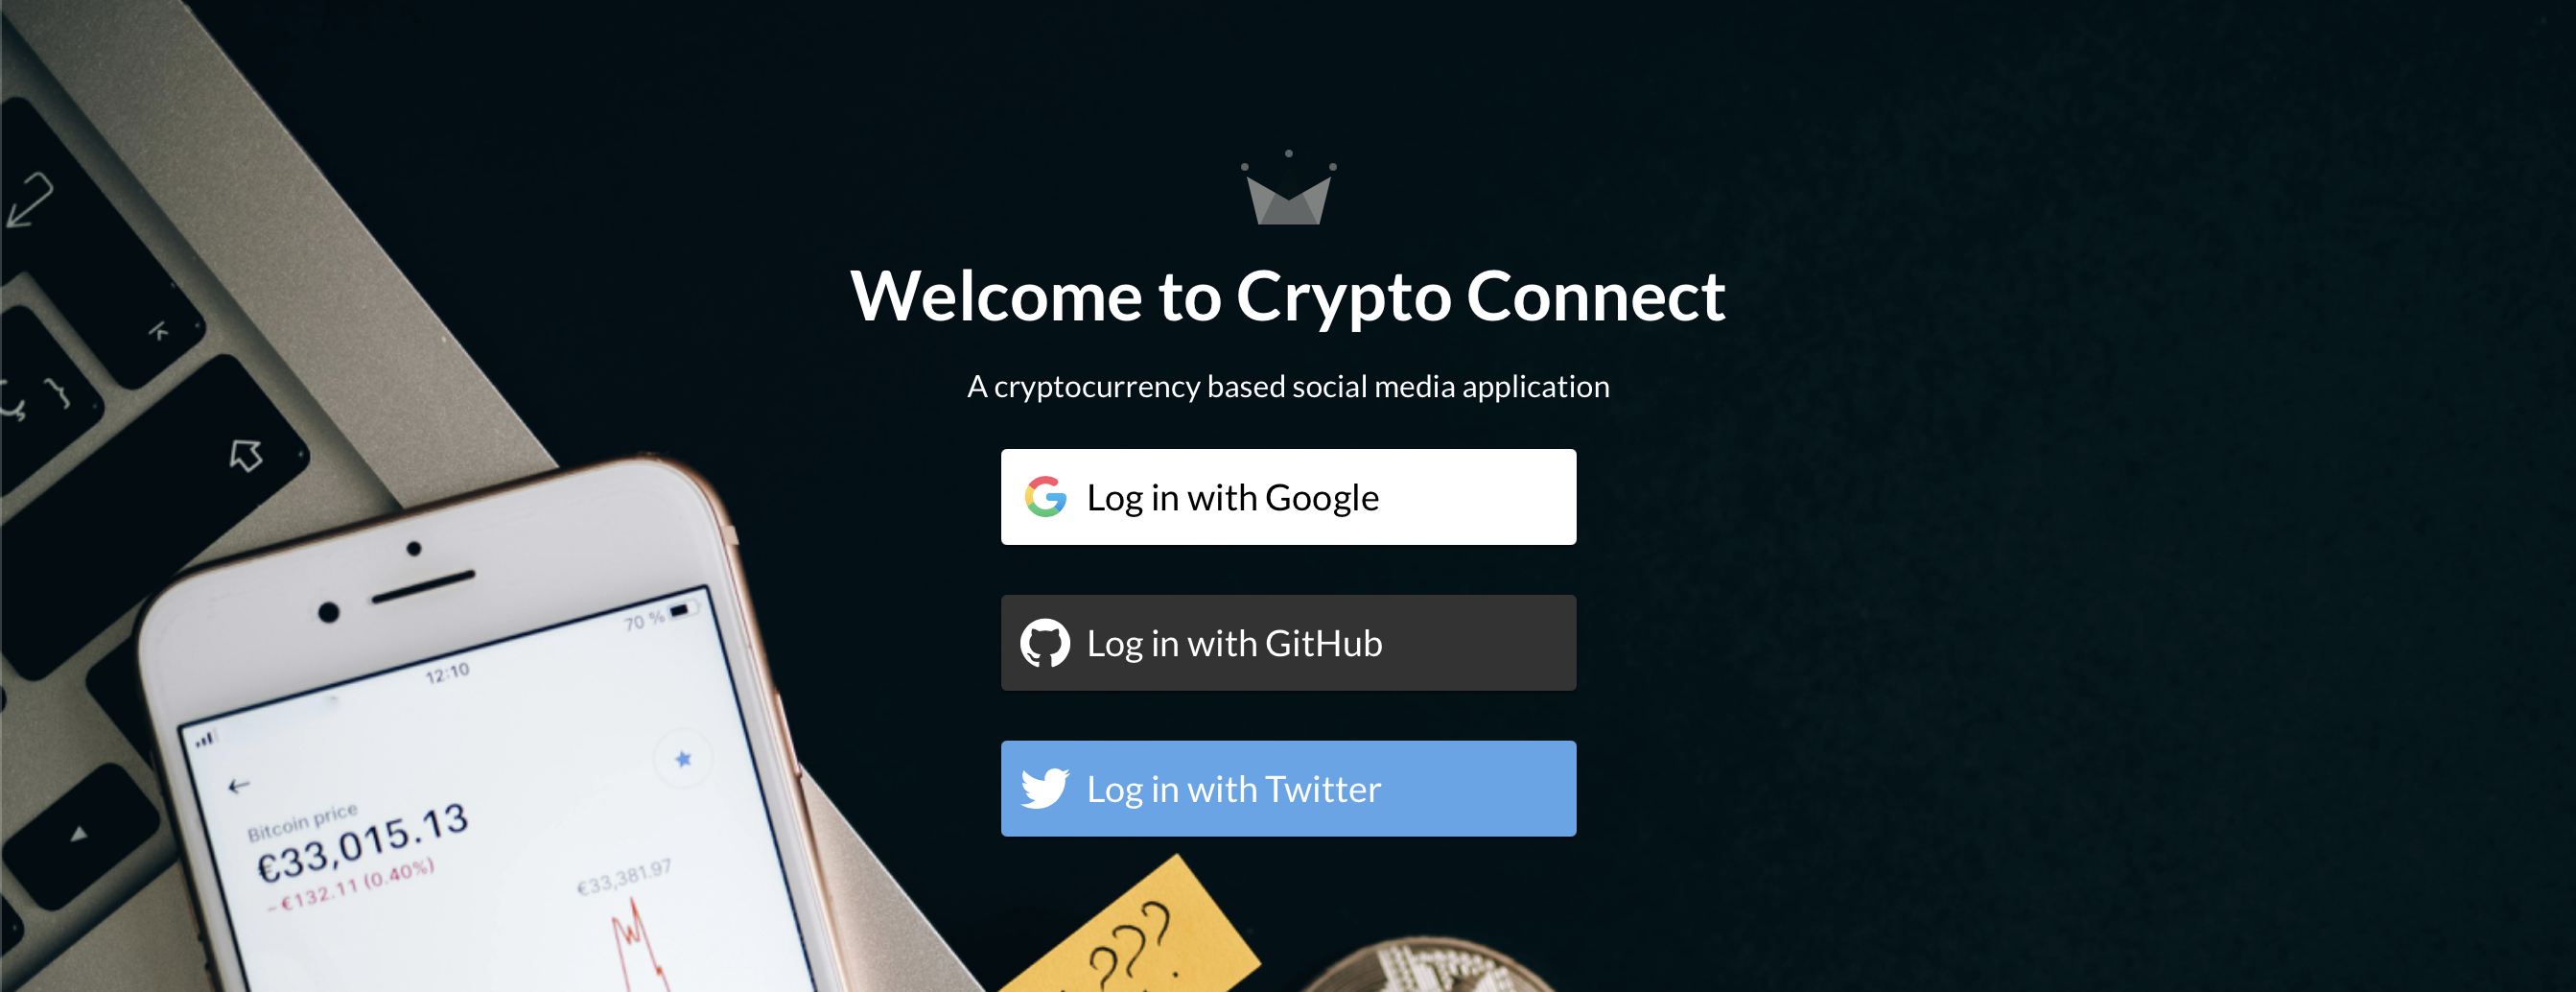 Welcome to Crypto Connect
A cryptocurrency based social media application
Log in with Google
Log in with GitHub
Log in with Twitter
70 %
12:10
Bitcoin price
€33,015.13
- €132.11 (0.40%)
€33,381.97
???